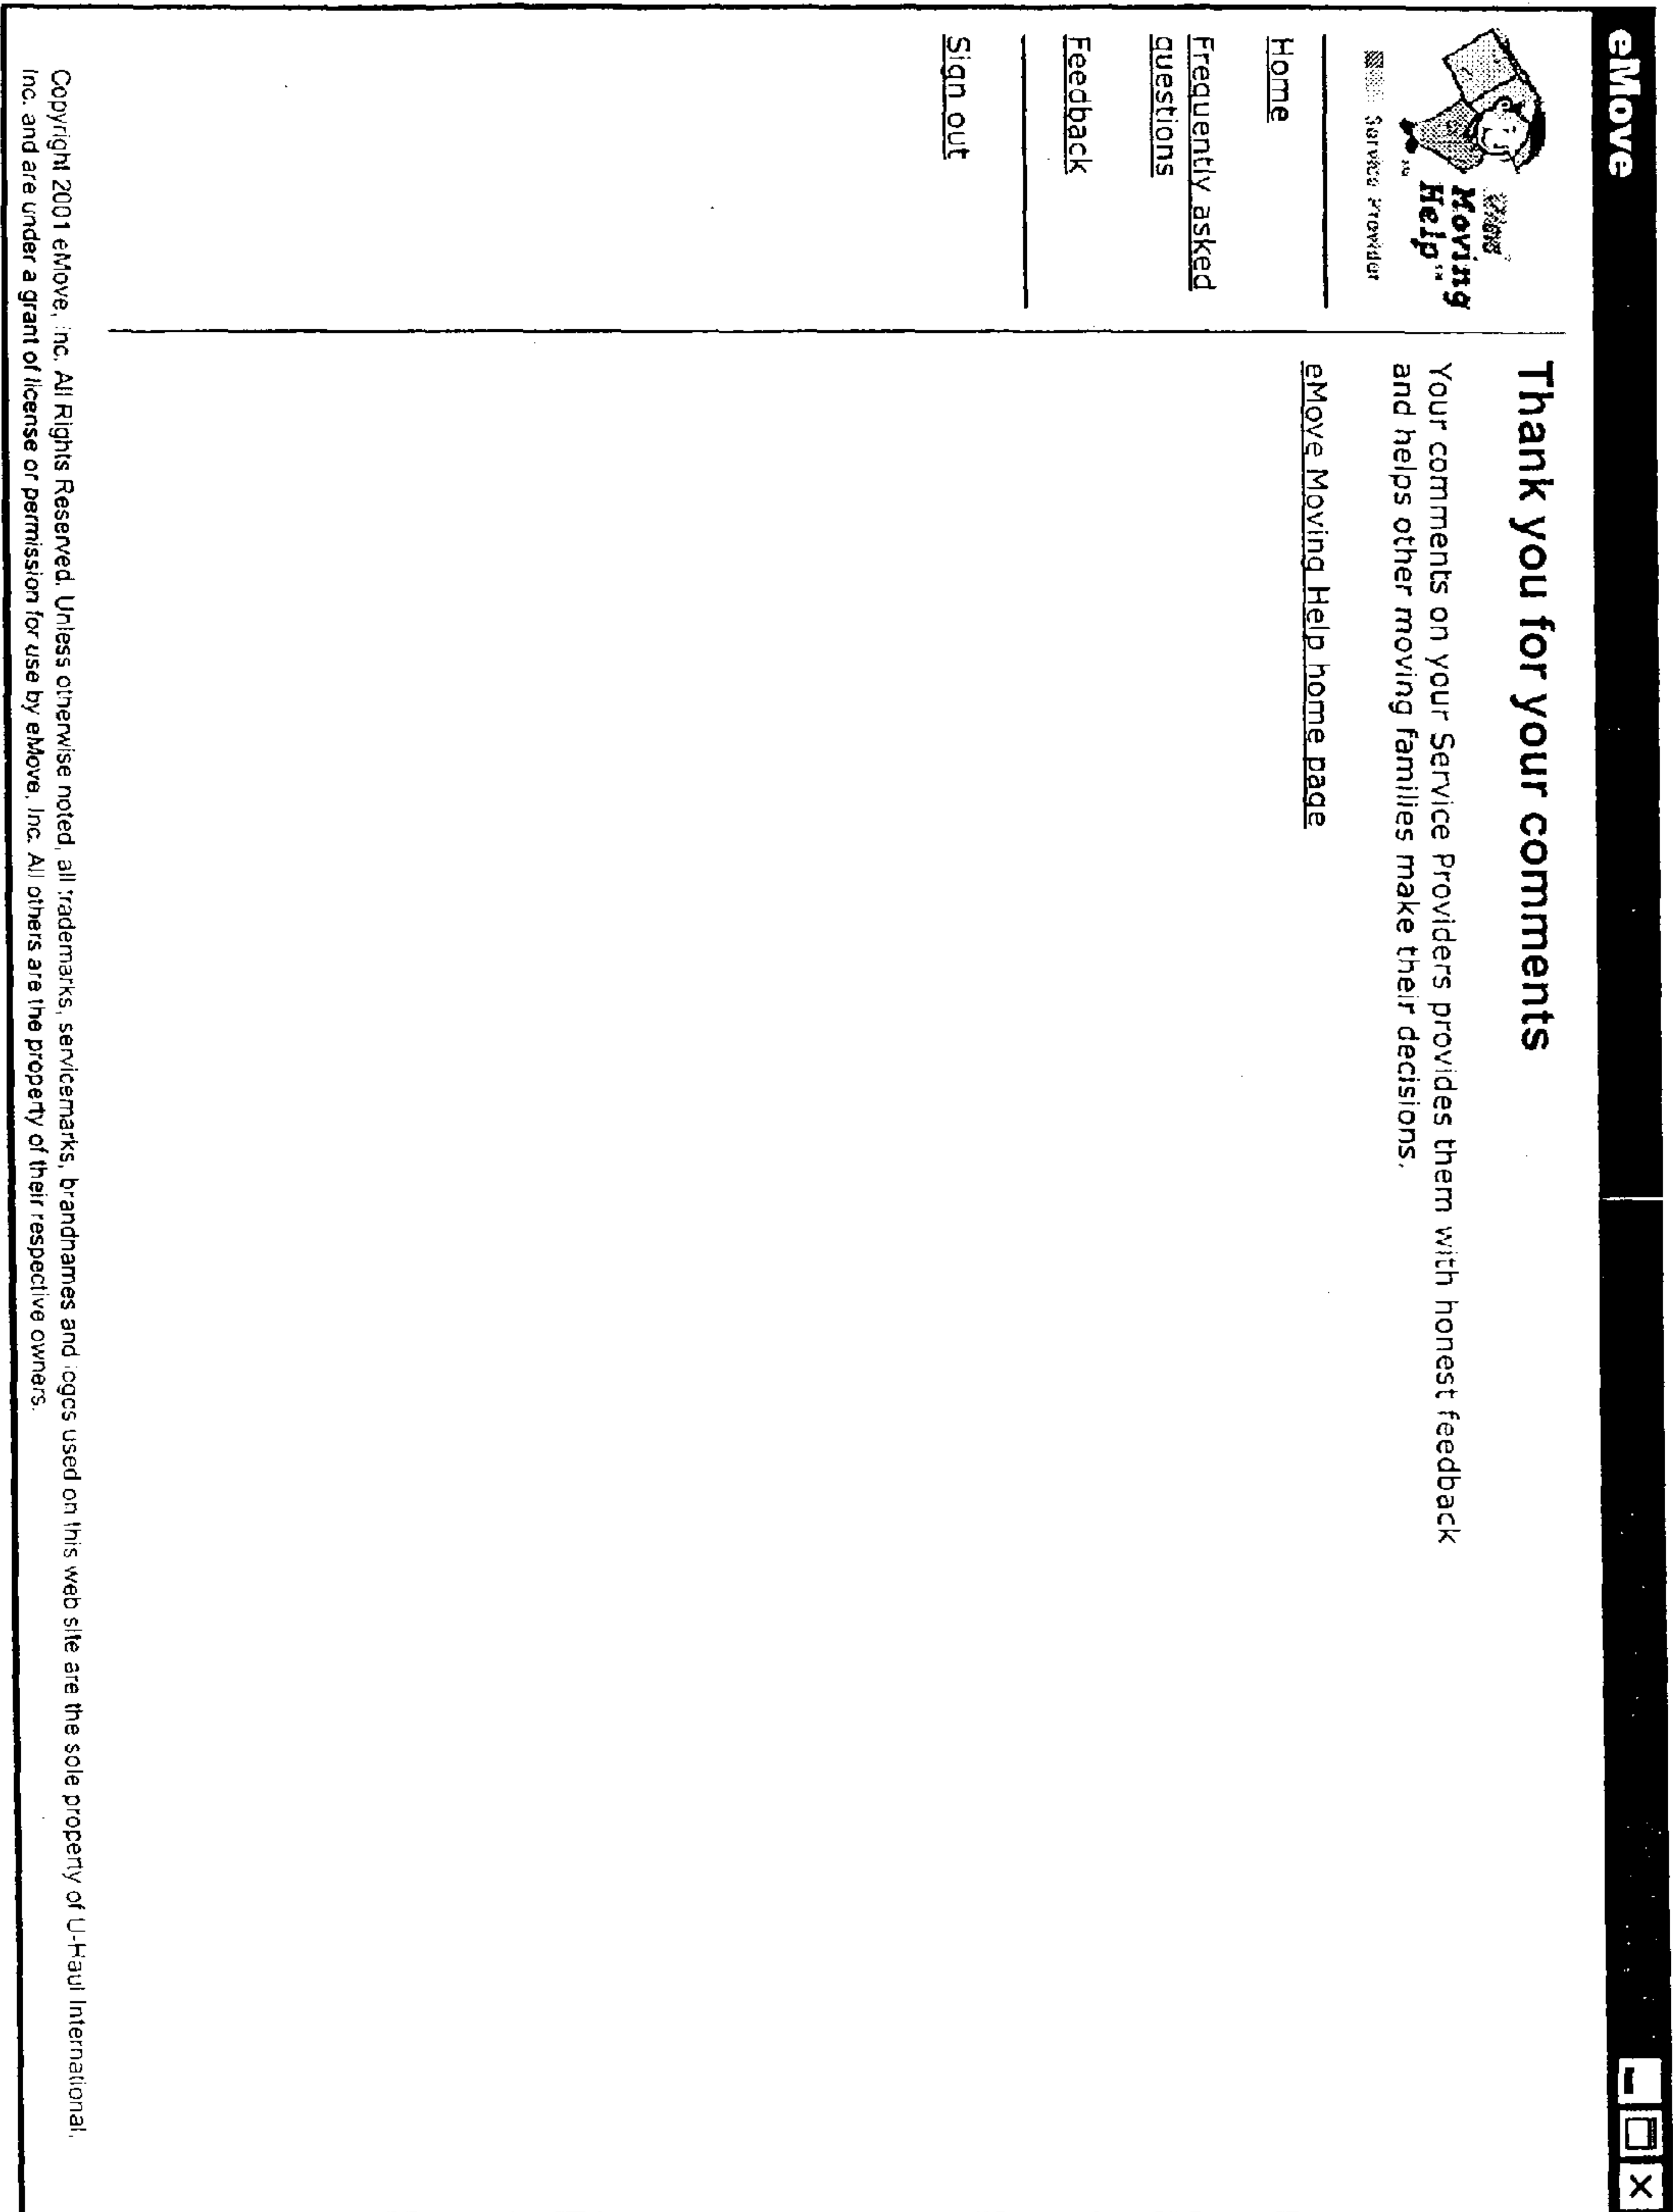 eMove
Moving
Help℠
Service Provider
Home
Frequently asked
questions
Feedback
Sign out
Thank you for your comments
Your comments on your Service Providers provides them with honest feedback
and helps other moving families make their decisions.
eMove Moving Help home page
Copyright 2001 eMove, Inc. All Rights Reserved. Unless otherwise noted, all trademarks, servicemarks, brandnames and logos used on this web site are the sole property of U-Haul International,
Inc. and are under a grant of license or permission for use by eMove, Inc. All others are the property of their respective owners.